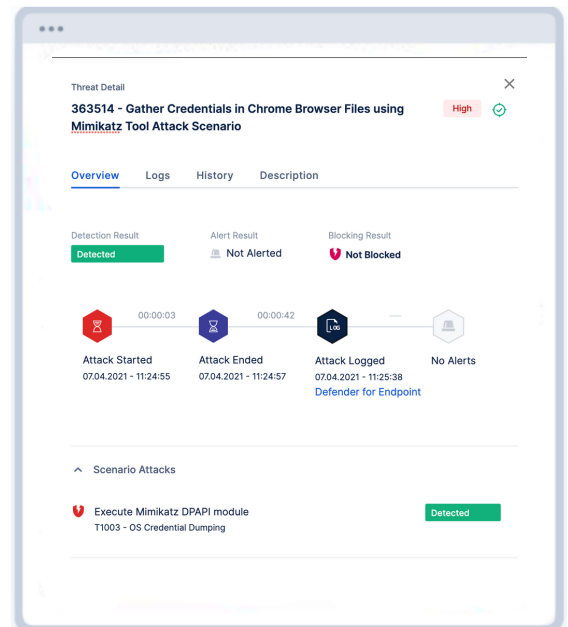 Threat Detail
363514 - Gather Credentials in Chrome Browser Files using
Mimikatz Tool Attack Scenario
High
Overview Logs History Description
Detection Result Alert Result Blocking Result
Detected Not Alerted Not Blocked
00:00:03 00:00:42 —
LOG
Attack Started Attack Ended Attack Logged No Alerts
07.04.2021 - 11:24:55 07.04.2021 - 11:24:57 07.04.2021 - 11:25:38
Defender for Endpoint
Scenario Attacks
Execute Mimikatz DPAPI module Detected
T1003 - OS Credential Dumping